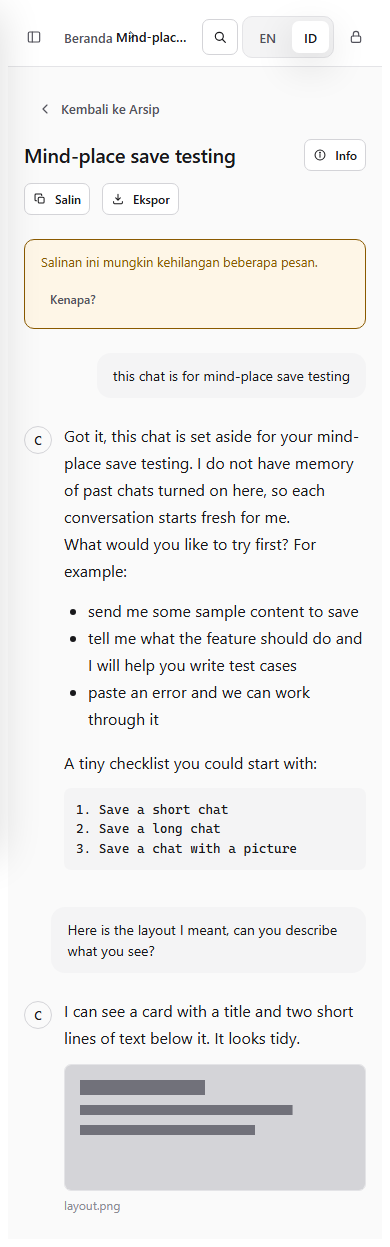 Beranda Mind-plac...
EN ID
Kembali ke Arsip
Mind-place save testing
Info
Salin Ekspor
Salinan ini mungkin kehilangan beberapa pesan.
Kenapa?
this chat is for mind-place save testing
C
Got it, this chat is set aside for your mind-
place save testing. I do not have memory
of past chats turned on here, so each
conversation starts fresh for me.
What would you like to try first? For
example:
• send me some sample content to save
• tell me what the feature should do and
I will help you write test cases
• paste an error and we can work
through it
A tiny checklist you could start with:
1. Save a short chat
2. Save a long chat
3. Save a chat with a picture
Here is the layout I meant, can you describe
what you see?
C
I can see a card with a title and two short
lines of text below it. It looks tidy.
layout.png